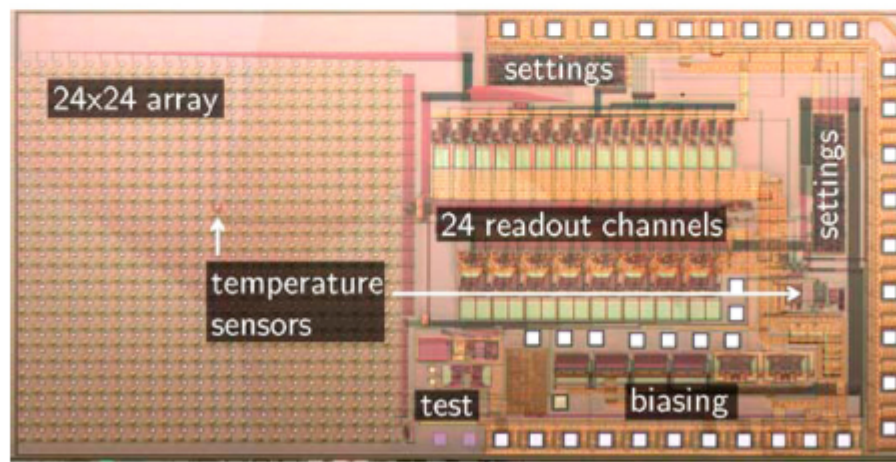 settings
24x24 array
settings
24 readout channels
temperature
sensors
test
biasing